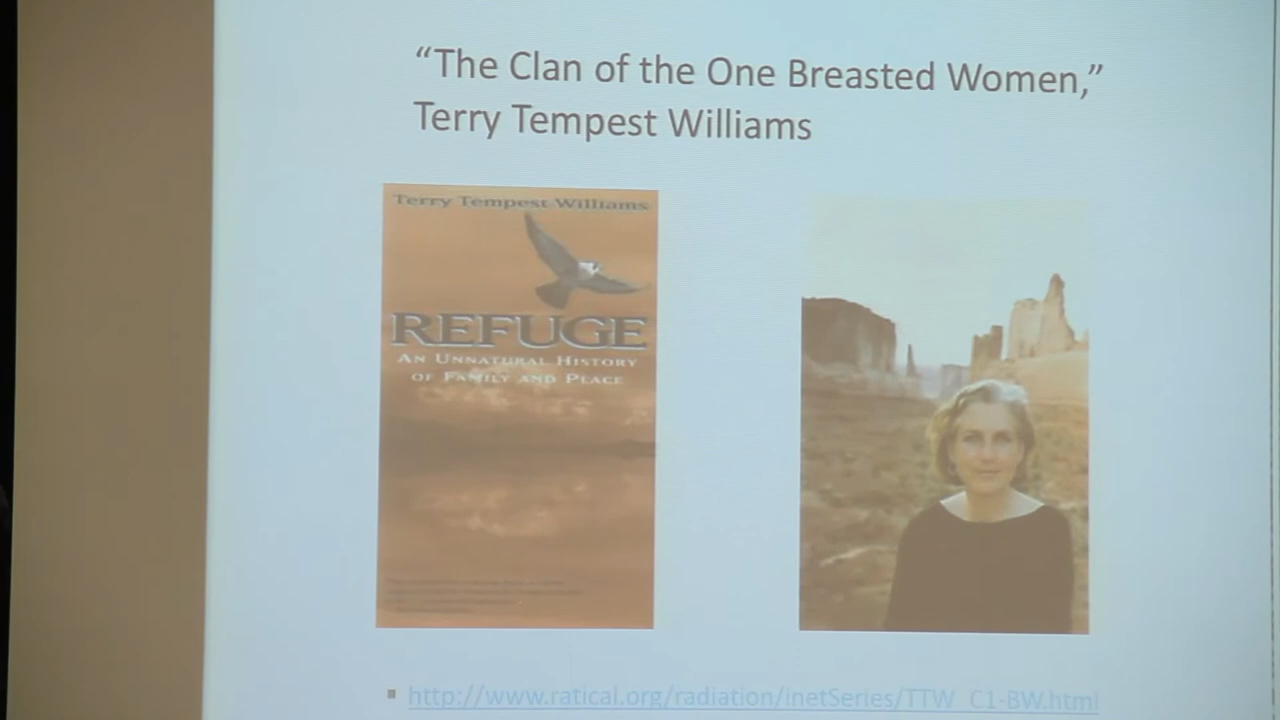 “The Clan of the One Breasted Women,”
Terry Tempest Williams
Terry Tempest Williams
REFUGE
AN UNNATURAL HISTORY
OF FAMILY AND PLACE
http://www.ratical.org/radiation/inetSeries/TTW_C1-BW.html